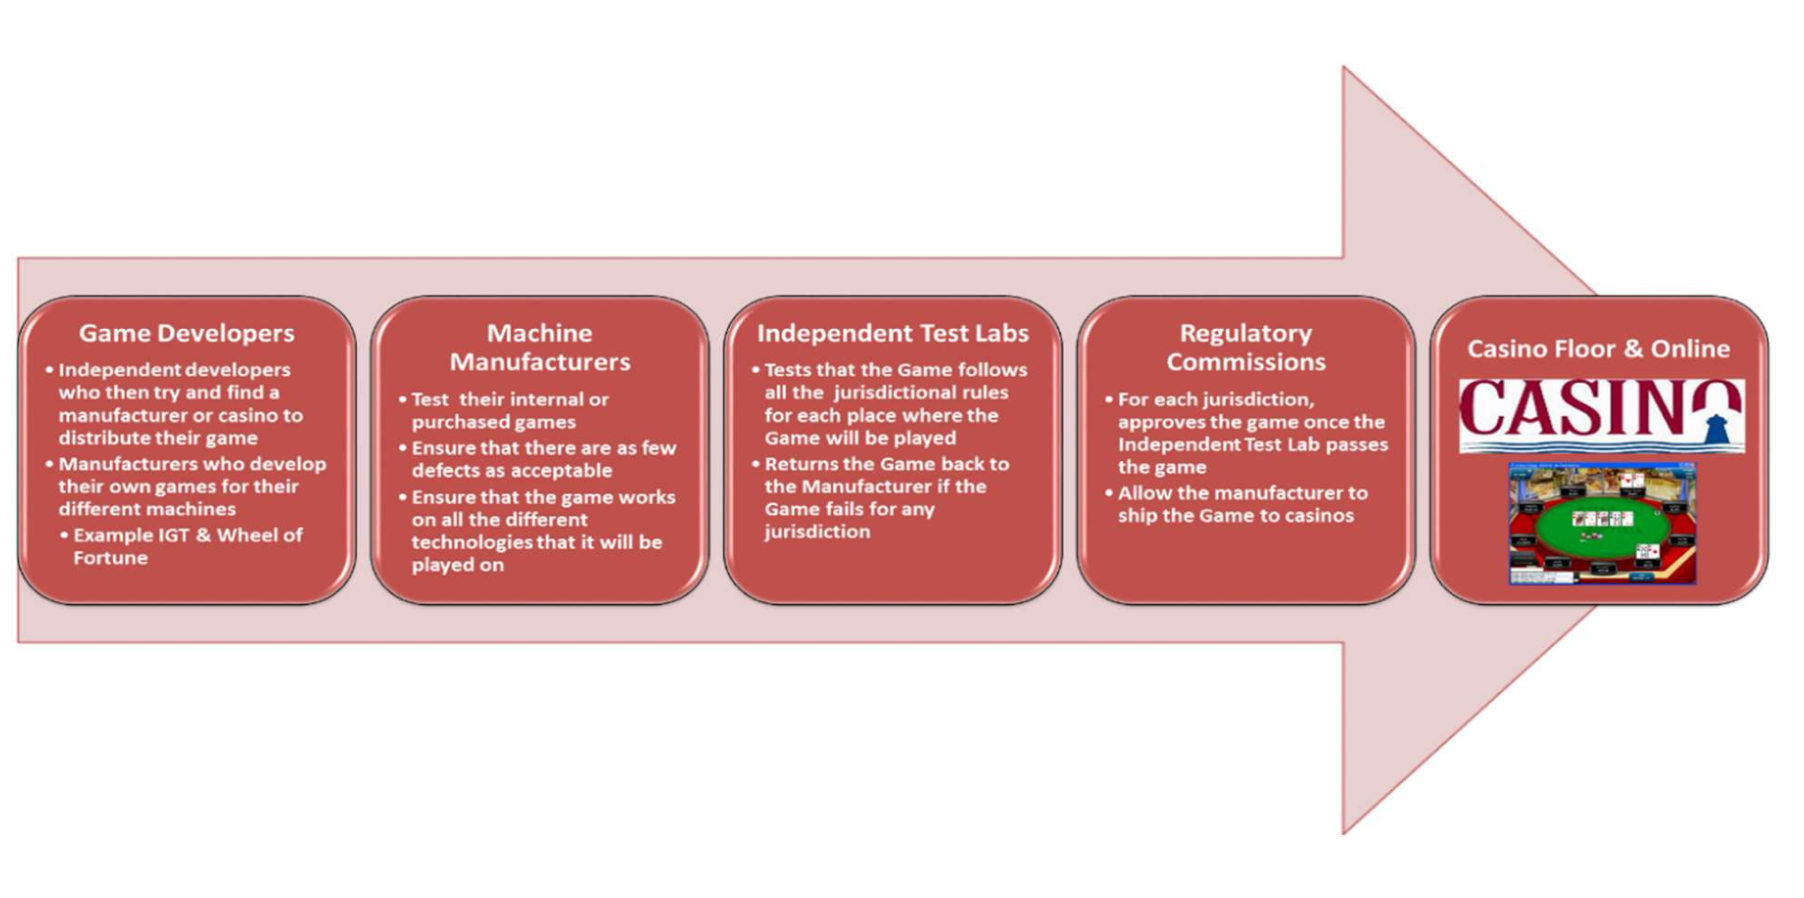 Game Developers
• Independent developers
who then try and find a
manufacturer or casino to
distribute their game
• Manufacturers who develop
their own games for their
different machines
• Example IGT & Wheel of
Fortune
Machine
Manufacturers
• Test their internal or
purchased games
• Ensure that there are as few
defects as acceptable
• Ensure that the game works
on all the different
technologies that it will be
played on
Independent Test Labs
• Tests that the Game follows
all the jurisdictional rules
for each place where the
Game will be played
• Returns the Game back to
the Manufacturer if the
Game fails for any
jurisdiction
Regulatory
Commissions
• For each jurisdiction,
approves the game once the
Independent Test Lab passes
the game
• Allow the manufacturer to
ship the Game to casinos
Casino Floor & Online
CASINO